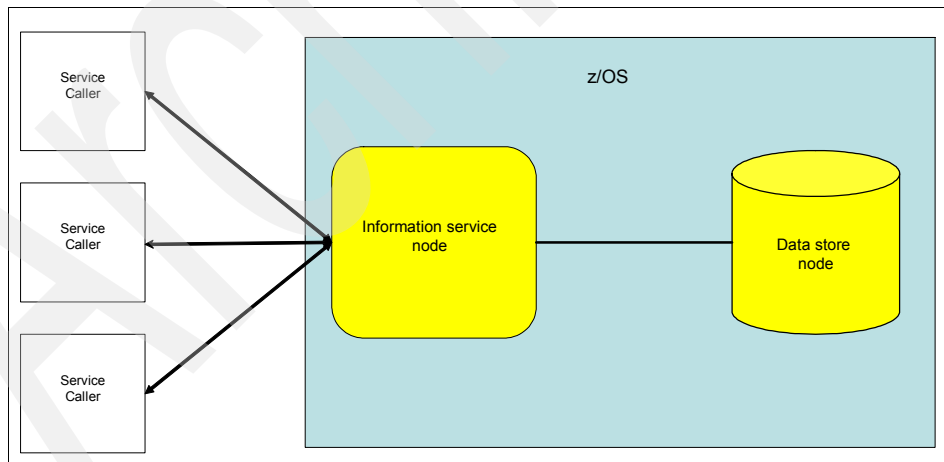 Service
Caller
z/OS
Service
Caller
Information service
node
Data store
node
Service
Caller